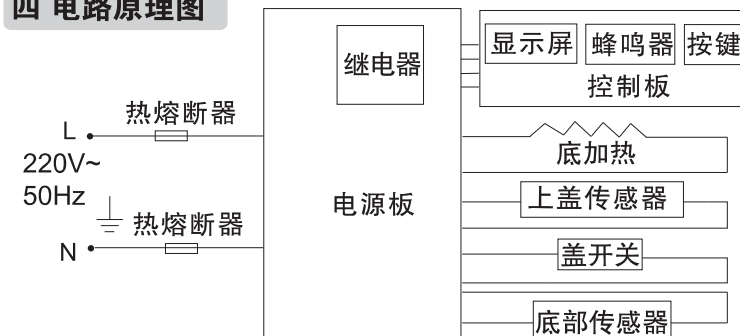 四 电路原理图
继电器
显示屏 蜂鸣器 按键
控制板
热熔断器
L
220V~
50Hz
热熔断器
N
电源板
底加热
上盖传感器
盖开关
底部传感器